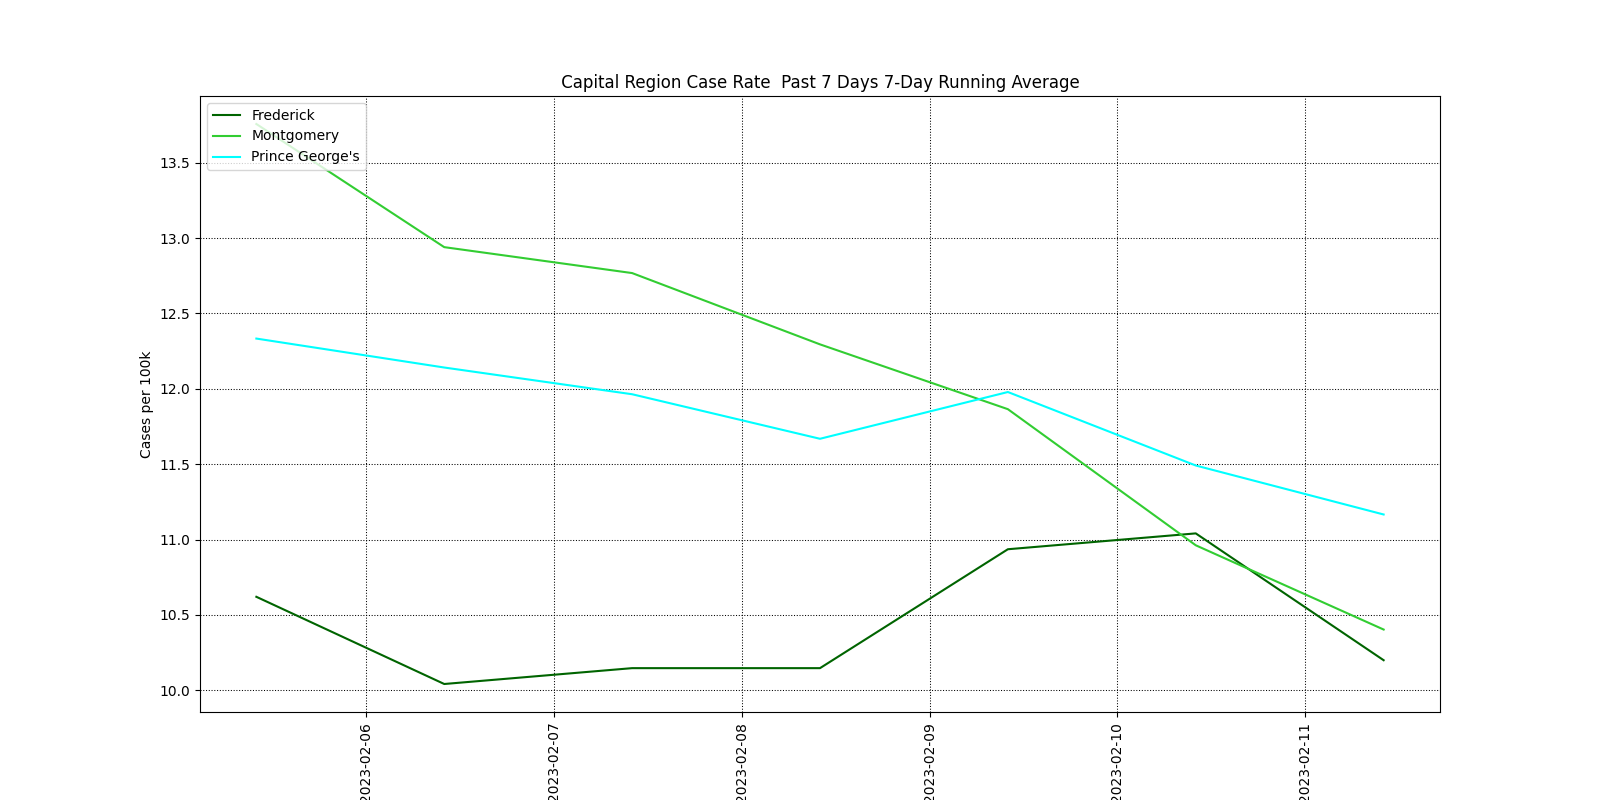 Capital Region Case Rate  Past 7 Days 7-Day Running Average
Frederick
Montgomery
Prince George's
13.5
13.0
12.5
12.0
11.5
11.0
10.5
10.0
Cases per 100k
2023-02-06
2023-02-07
2023-02-08
2023-02-09
2023-02-10
2023-02-11